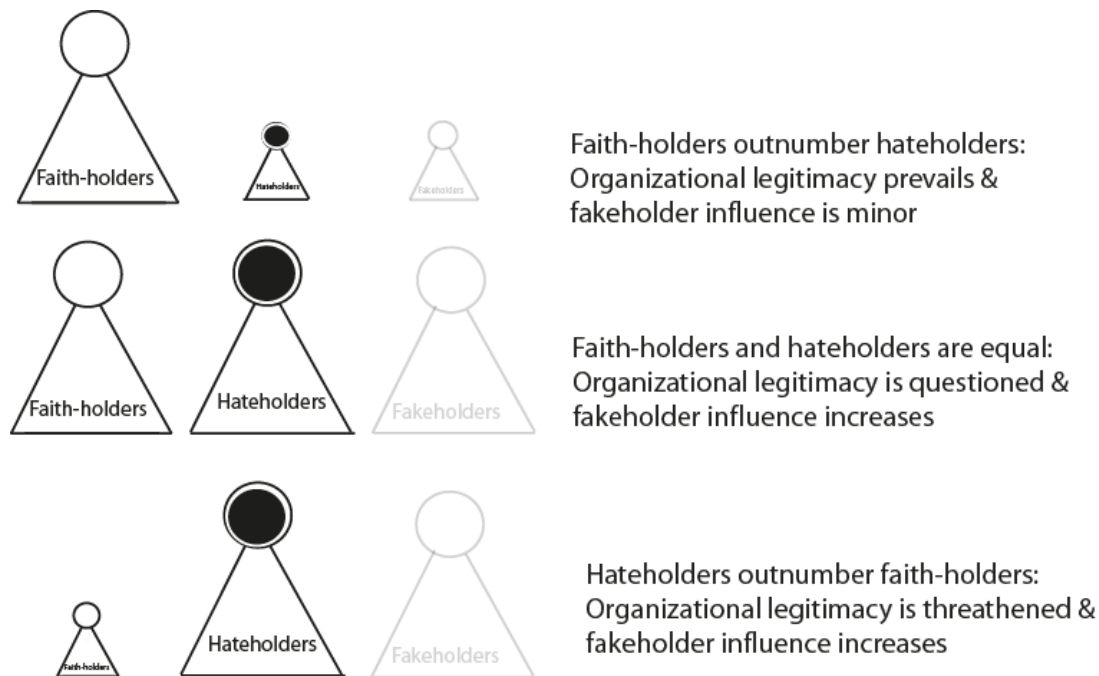 Faith-holders
Hateholders
Fakeholders
Faith-holders outnumber hateholders:
Organizational legitimacy prevails &
fakeholder influence is minor
Faith-holders
Hateholders
Fakeholders
Faith-holders and hateholders are equal:
Organizational legitimacy is questioned &
fakeholder influence increases
Faith-holders
Hateholders
Fakeholders
Hateholders outnumber faith-holders:
Organizational legitimacy is threathened &
fakeholder influence increases